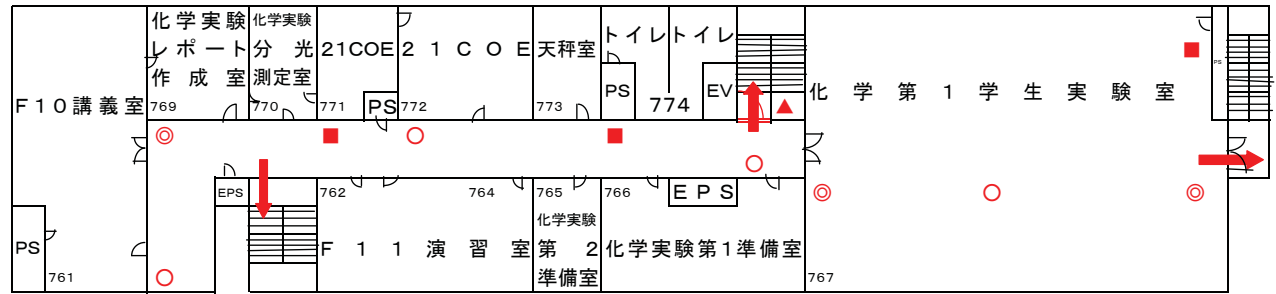 F10講義室
PS
761
化学実験
レポート
作成室
769
化学実験
分光
測定室
770
21COE
771
PS
21COE
772
天秤室
773
トイレ
トイレ
PS
774
EV
化学第1学生実験室
PS
EPS
762
764
F11演習室
765
化学実験
第2
準備室
766
EPS
化学実験第1準備室
767